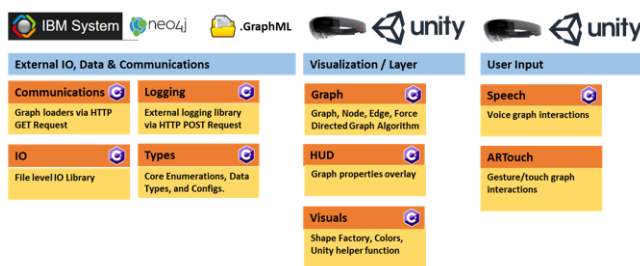 IBM System
neo4j
.GraphML
unity
unity
External IO, Data & Communications
Visualization / Layer
User Input
Communications
Graph loaders via HTTP
GET Request
Logging
External logging library
via HTTP POST Request
Graph
Graph, Node, Edge, Force
Directed Graph Algorithm
Speech
Voice graph interactions
IO
File level IO Library
Types
Core Enumerations, Data
Types, and Configs.
HUD
Graph properties overlay
ARTouch
Gesture/touch graph
interactions
Visuals
Shape Factory, Colors,
Unity helper function